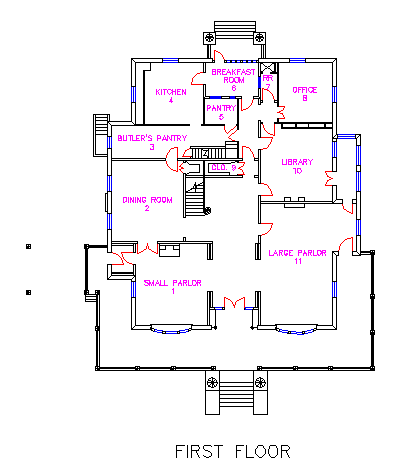 BREAKFAST
ROOM
6
RR
7
KITCHEN
4
OFFICE
8
PANTRY
5
BUTLER'S PANTRY
3
LIBRARY
10
CLO. 9
DINING ROOM
2
LARGE PARLOR
11
SMALL PARLOR
1
FIRST FLOOR